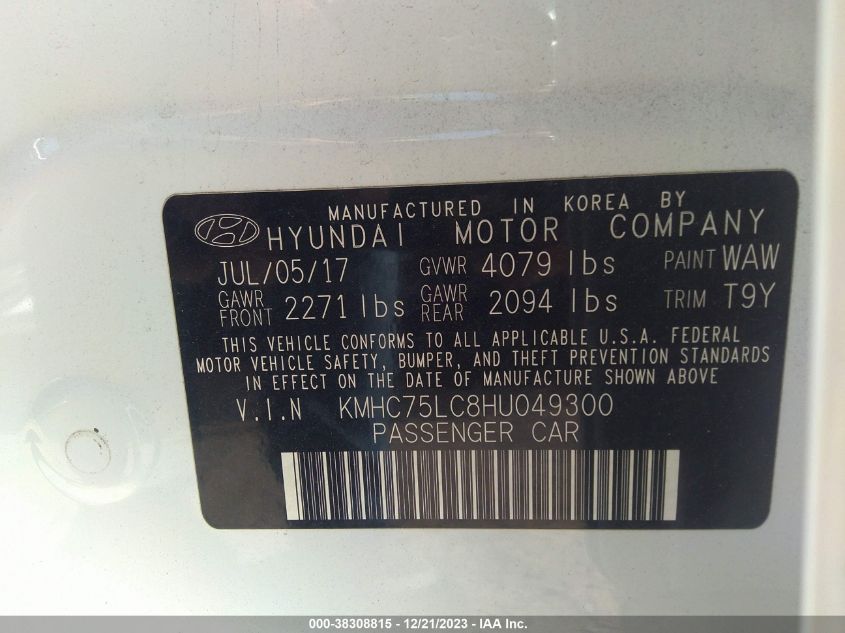 MANUFACTURED IN KOREA BY
HYUNDAI MOTOR COMPANY
JUL/05/17 GVWR 4079 lbs PAINT WAW
GAWR FRONT 2271 lbs GAWR REAR 2094 lbs TRIM T9Y
THIS VEHICLE CONFORMS TO ALL APPLICABLE U.S.A. FEDERAL
MOTOR VEHICLE SAFETY, BUMPER, AND THEFT PREVENTION STANDARDS
IN EFFECT ON THE DATE OF MANUFACTURE SHOWN ABOVE
V.I.N KMHC75LC8HU049300
PASSENGER CAR
000-38308815 - 12/21/2023 - IAA Inc.